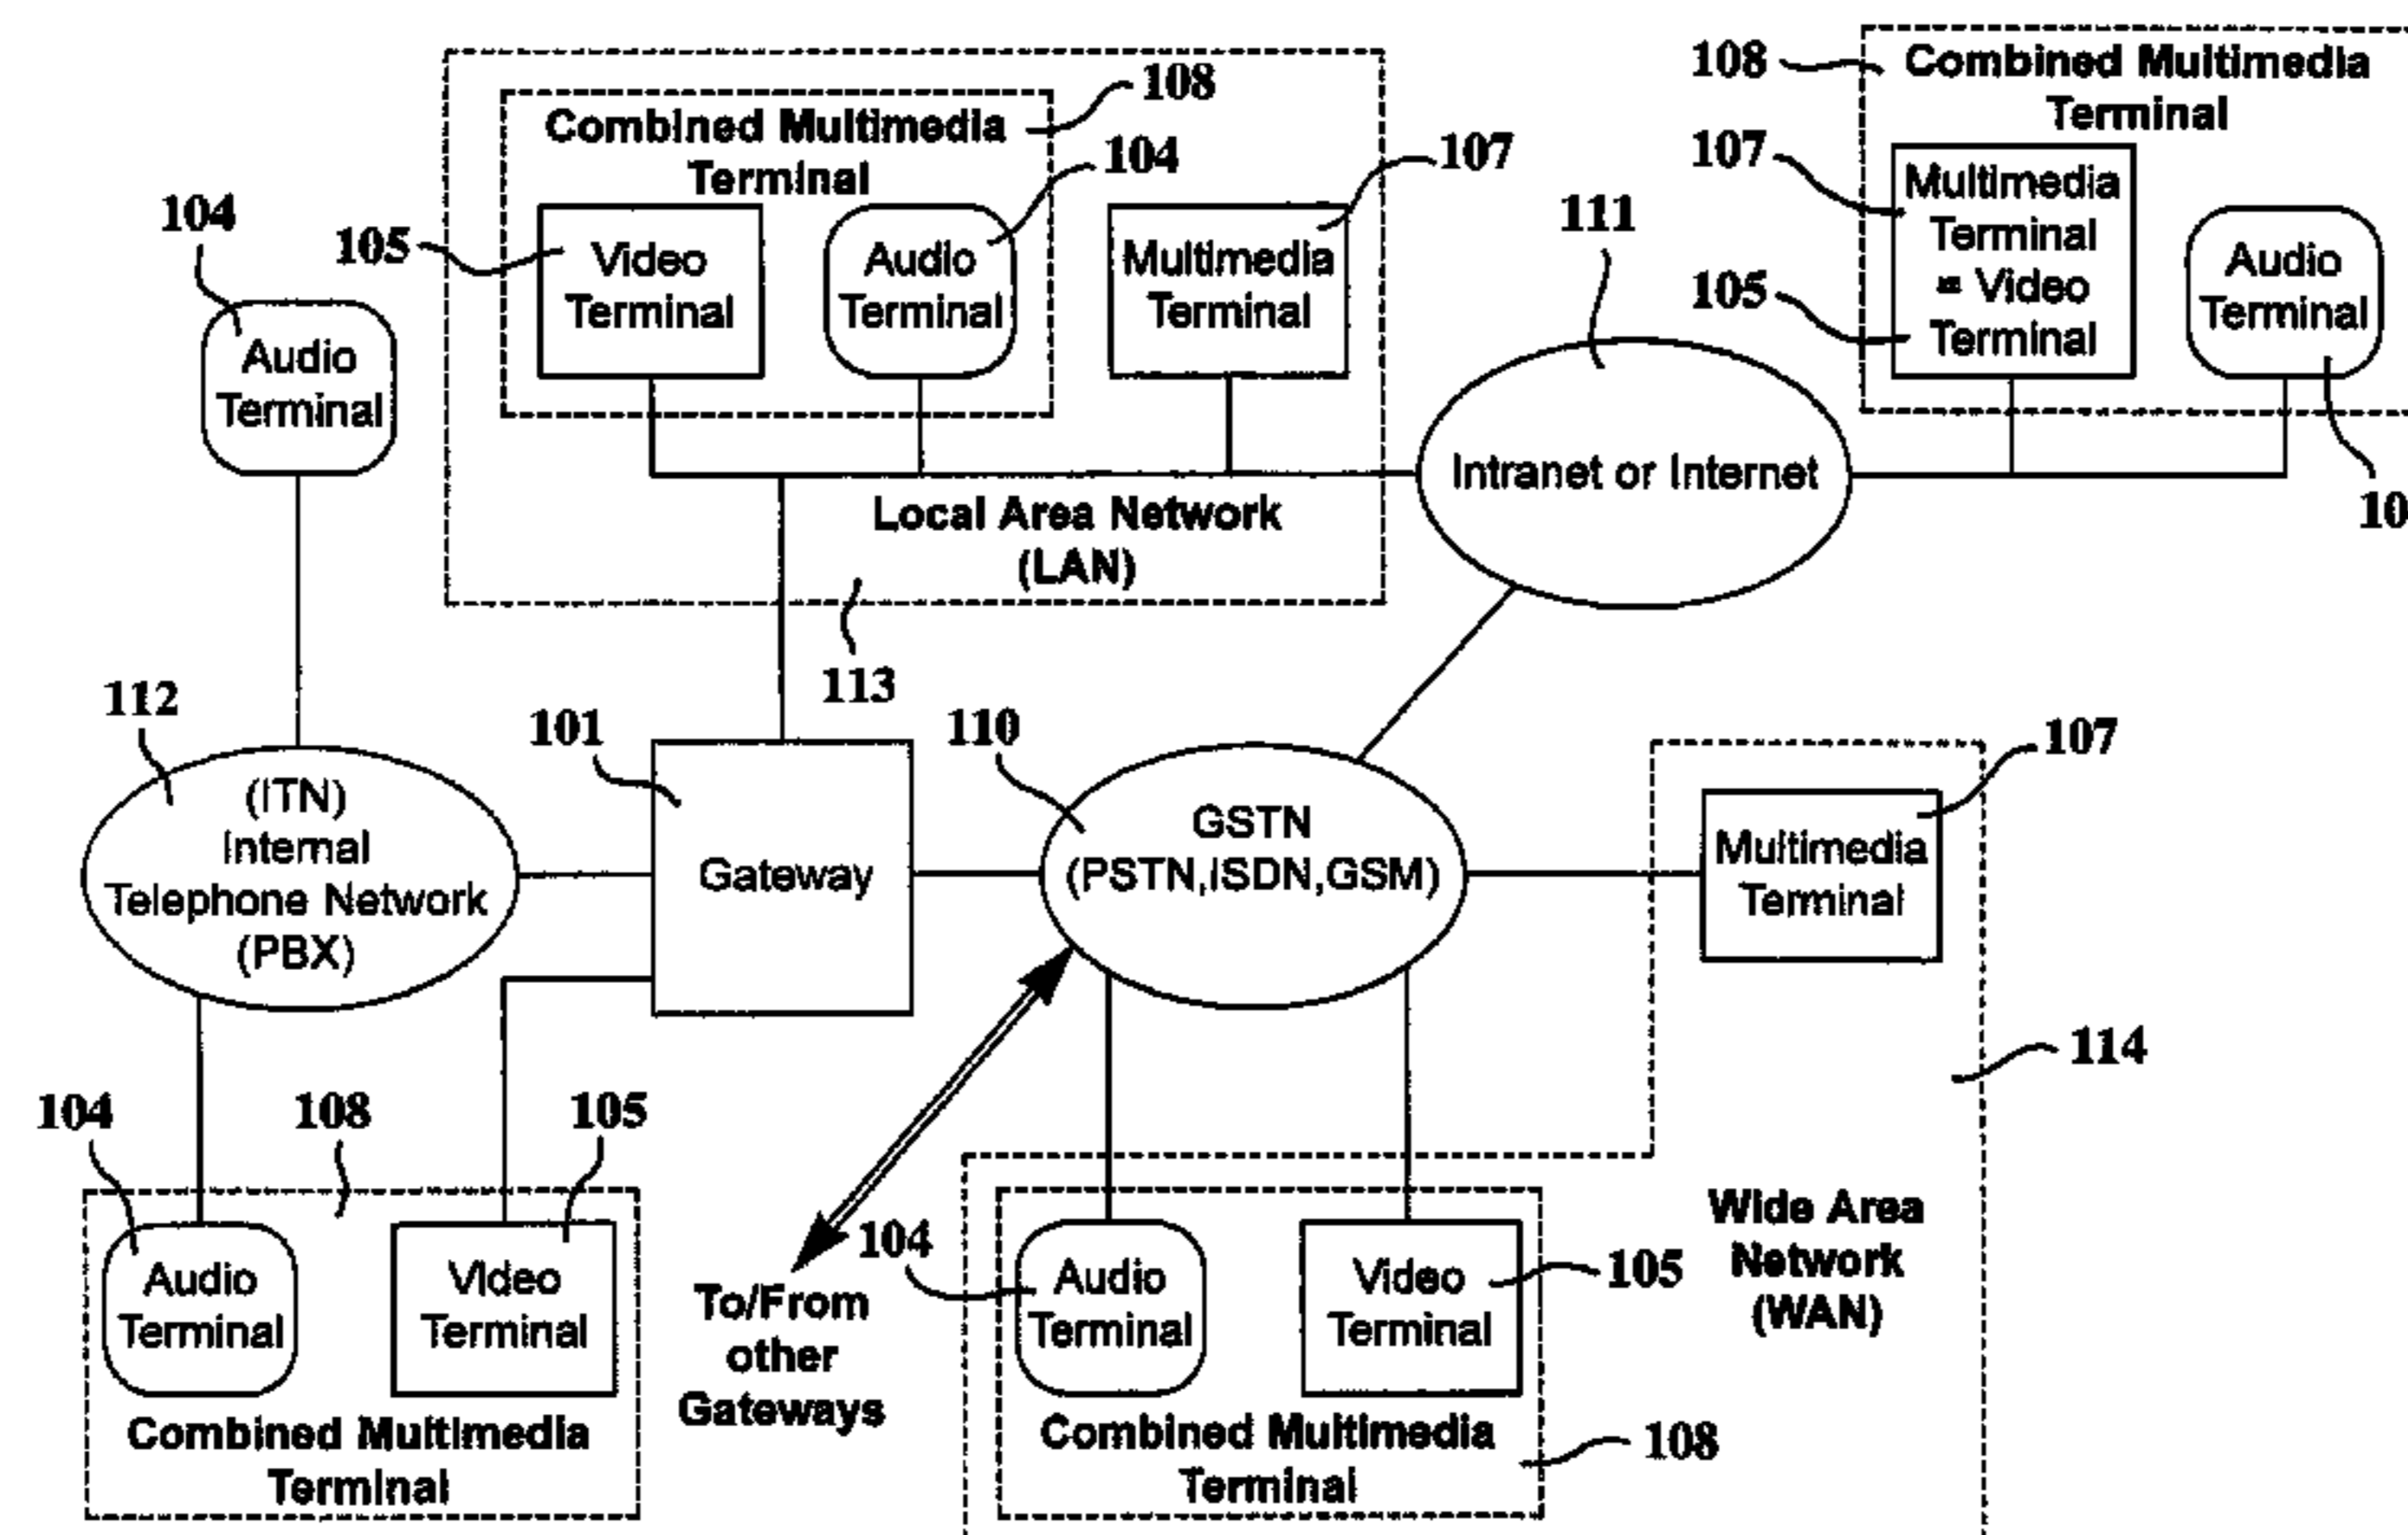 108
Combined Multimedia
Terminal
107
Multimedia
Terminal
= Video
Terminal
105
Audio
Terminal
10
108
Combined Multimedia
Terminal
104
107
105
Video
Terminal
Audio
Terminal
Multimedia
Terminal
Local Area Network
(LAN)
113
104
Audio
Terminal
111
Intranet or Internet
112
(ITN)
Internal
Telephone Network
(PBX)
101
Gateway
110
GSTN
(PSTN,ISDN,GSM)
107
Multimedia
Terminal
114
Wide Area
Network
(WAN)
104
108
105
Audio
Terminal
Video
Terminal
Combined Multimedia
Terminal
To/From
other
Gateways
104
Audio
Terminal
Video
Terminal
105
Combined Multimedia
Terminal
108